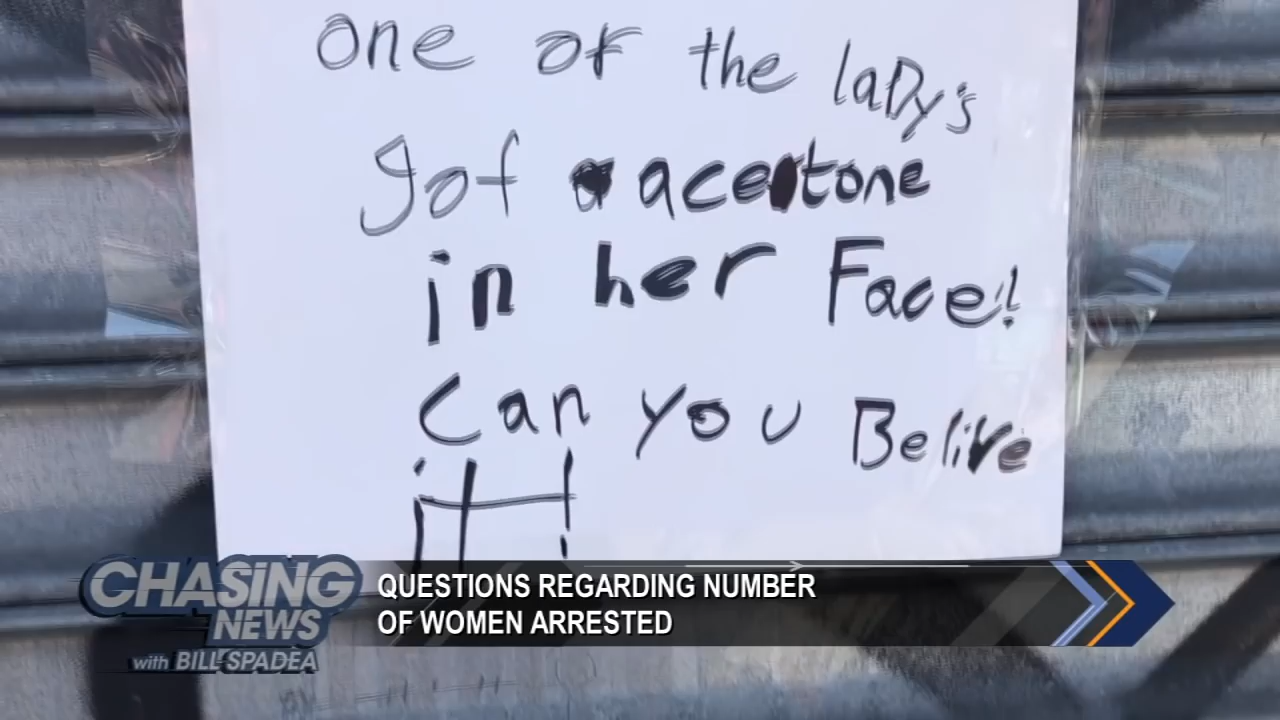 one of the laDy's
got acetone
in her Face!
Can you Belive
it!
CHASiNG
NEWS
with BILL SPADEA
QUESTIONS REGARDING NUMBER
OF WOMEN ARRESTED